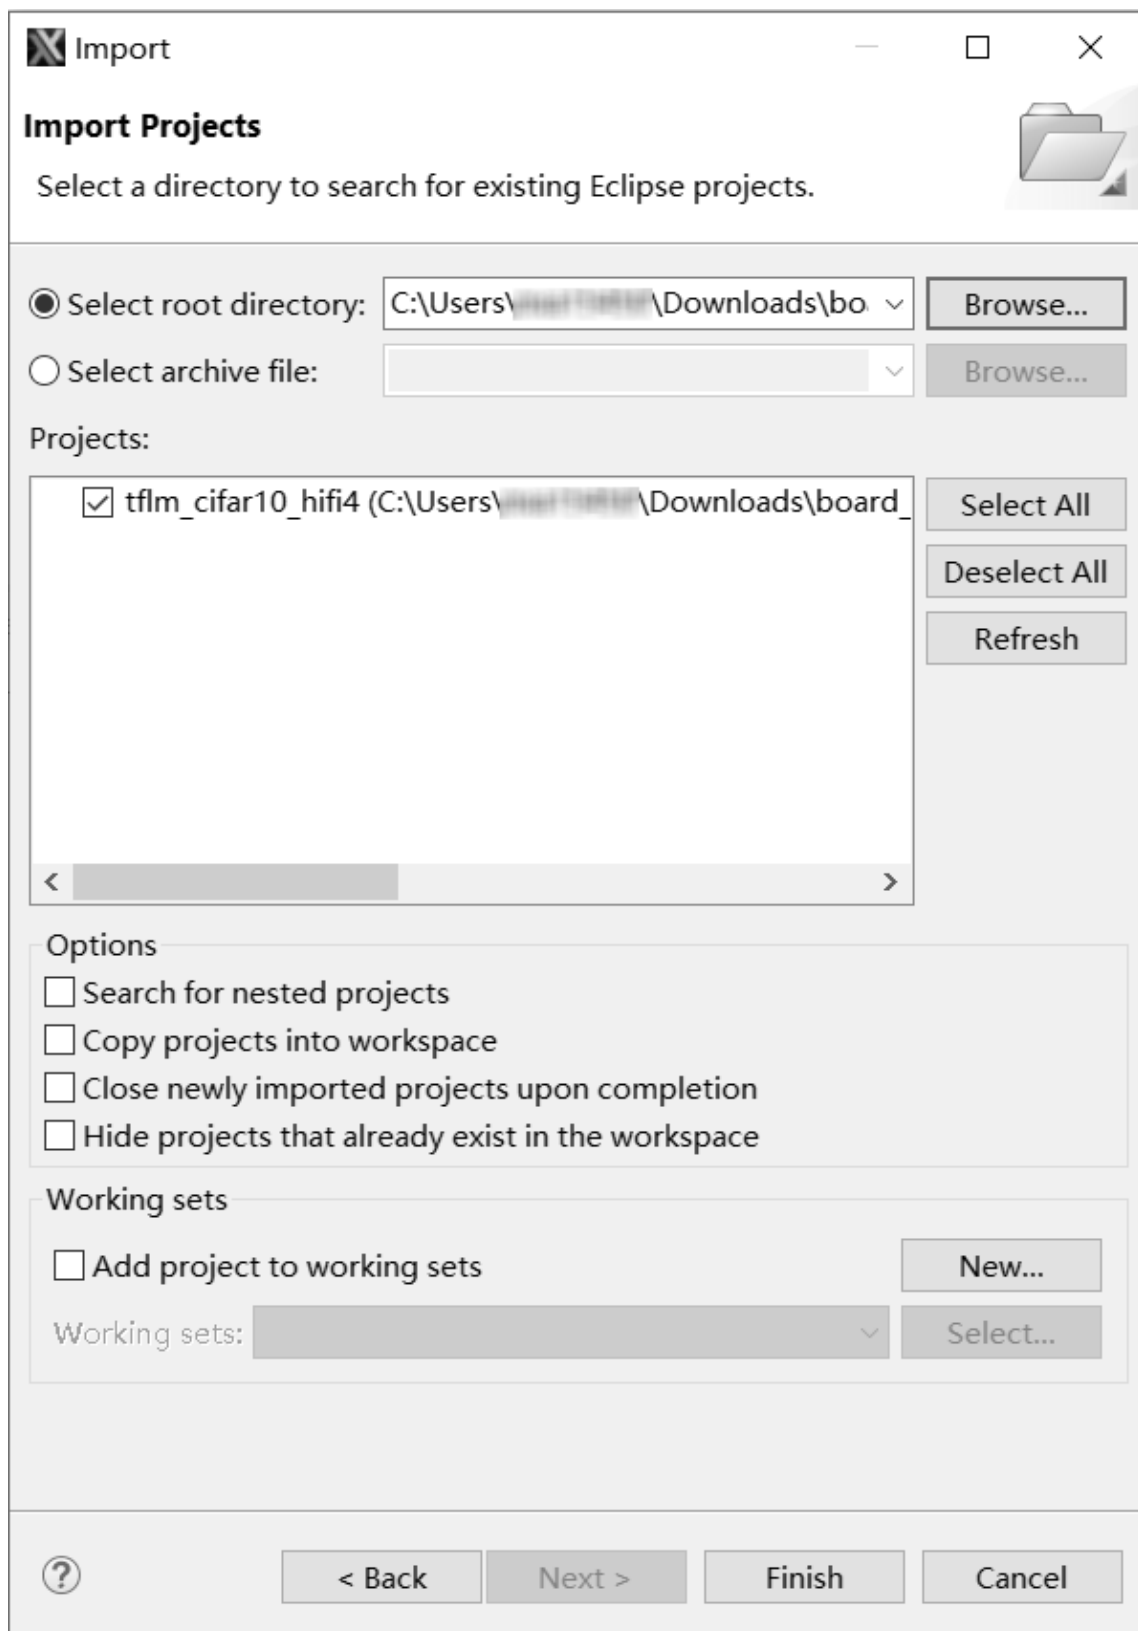 Import
Import Projects
Select a directory to search for existing Eclipse projects.
Select root directory: C:\Users\ \Downloads\bo Browse...
Select archive file: Browse...
Projects:
tflm_cifar10_hifi4 (C:\Users\ \Downloads\board_ Select All
Deselect All
Refresh
Options
Search for nested projects
Copy projects into workspace
Close newly imported projects upon completion
Hide projects that already exist in the workspace
Working sets
Add project to working sets New...
Working sets: Select...
? < Back Next > Finish Cancel